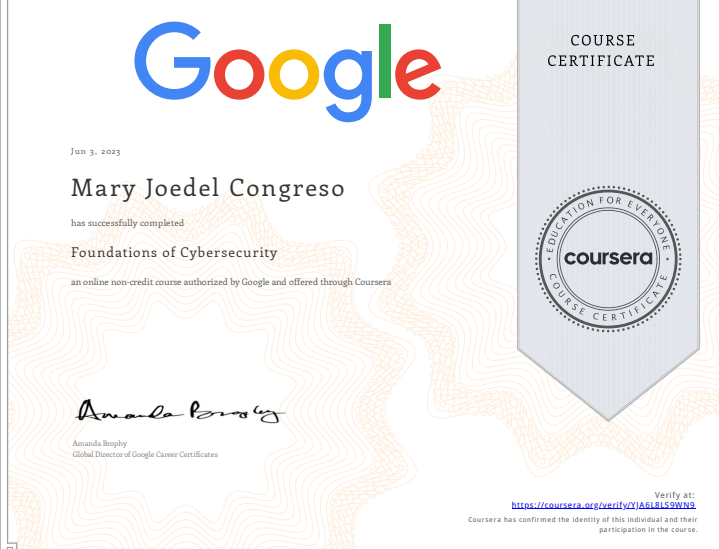 Google
COURSE
CERTIFICATE
Jun 3, 2023
Mary Joedel Congreso
has successfully completed
Foundations of Cybersecurity
an online non-credit course authorized by Google and offered through Coursera
EDUCATION FOR EVERYONE
coursera
COURSE CERTIFICATE
Amanda Brophy
Amanda Brophy
Global Director of Google Career Certificates
Verify at:
https://coursera.org/verify/YJA6L8LS9WN9
Coursera has confirmed the identity of this individual and their
participation in the course.